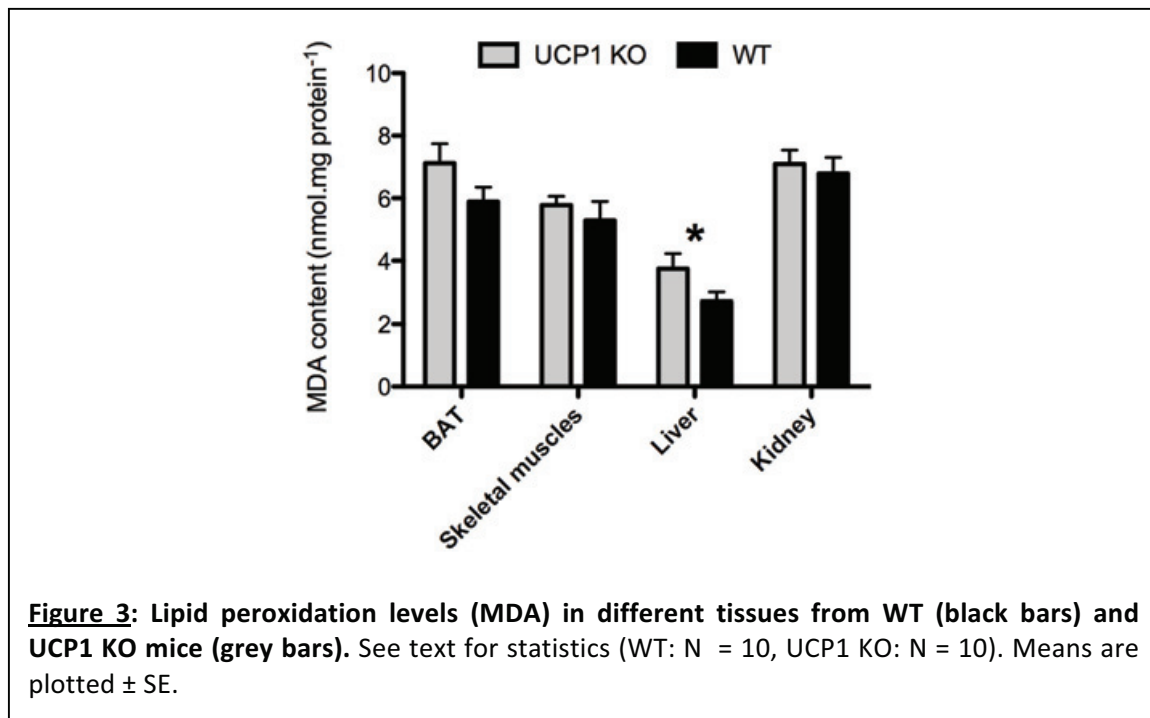 UCP1 KO WT
MDA content (nmol.mg protein⁻¹)
10
8
6
4
2
0
*
BAT
Skeletal muscles
Liver
Kidney
Figure 3: Lipid peroxidation levels (MDA) in different tissues from WT (black bars) and
UCP1 KO mice (grey bars). See text for statistics (WT: N = 10, UCP1 KO: N = 10). Means are
plotted ± SE.